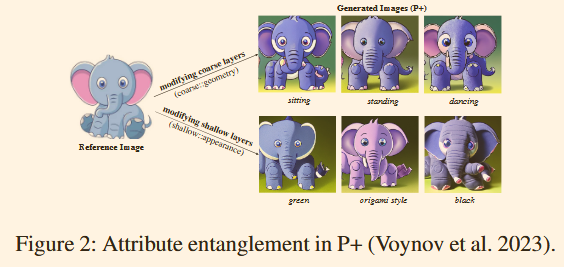 Generated Images (P+)
modifying coarse layers
(coarse::geometry)
sitting
standing
dancing
Reference Image
modifying shallow layers
(shallow::appearance)
green
origami style
black
Figure 2: Attribute entanglement in P+ (Voynov et al. 2023).